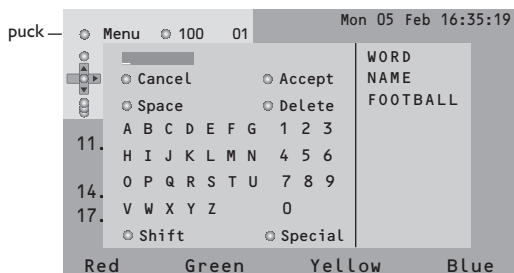 Mon 05 Feb 16:35:19
puck
Menu 100 01
WORD
Cancel Accept NAME
Space Delete FOOTBALL
A B C D E F G 1 2 3
11.
H I J K L M N 4 5 6
O P Q R S T U 7 8 9
14.
V W X Y Z 0
17.
Shift Special
Red Green Yellow Blue